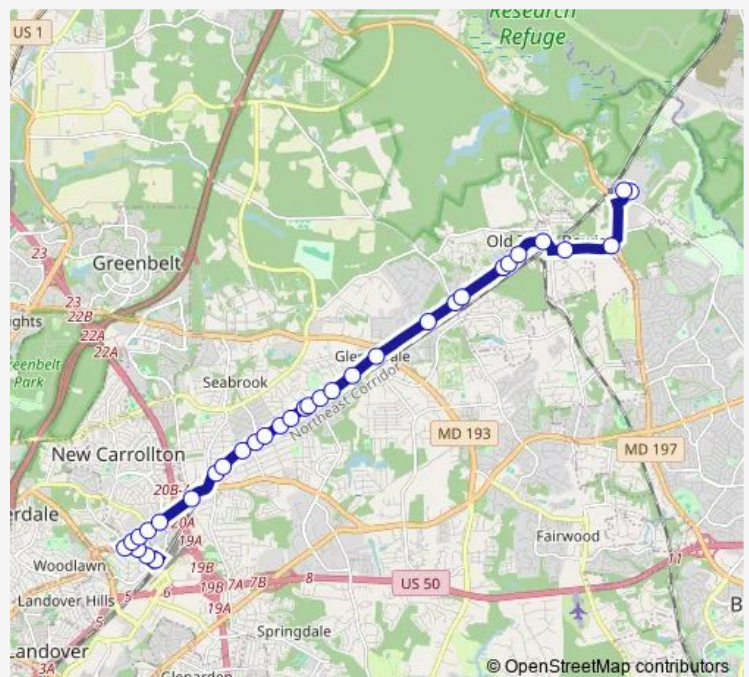 Research
Refuge
US 1
Greenbelt
23
23
22B
22A
22A
ights
eenbelt
Park
Old
Seabrook
Northeast Corridor
MD 193
MD 197
New Carrollton
20B-A
20A
19A
erdale
Woodlawn
19B
19B
19A
7A
7B
8
5
6
5
US 50
Fairwood
11
Landover Hills
Springdale
B
Landover
3A
Glenarden
© OpenStreetMap contributors